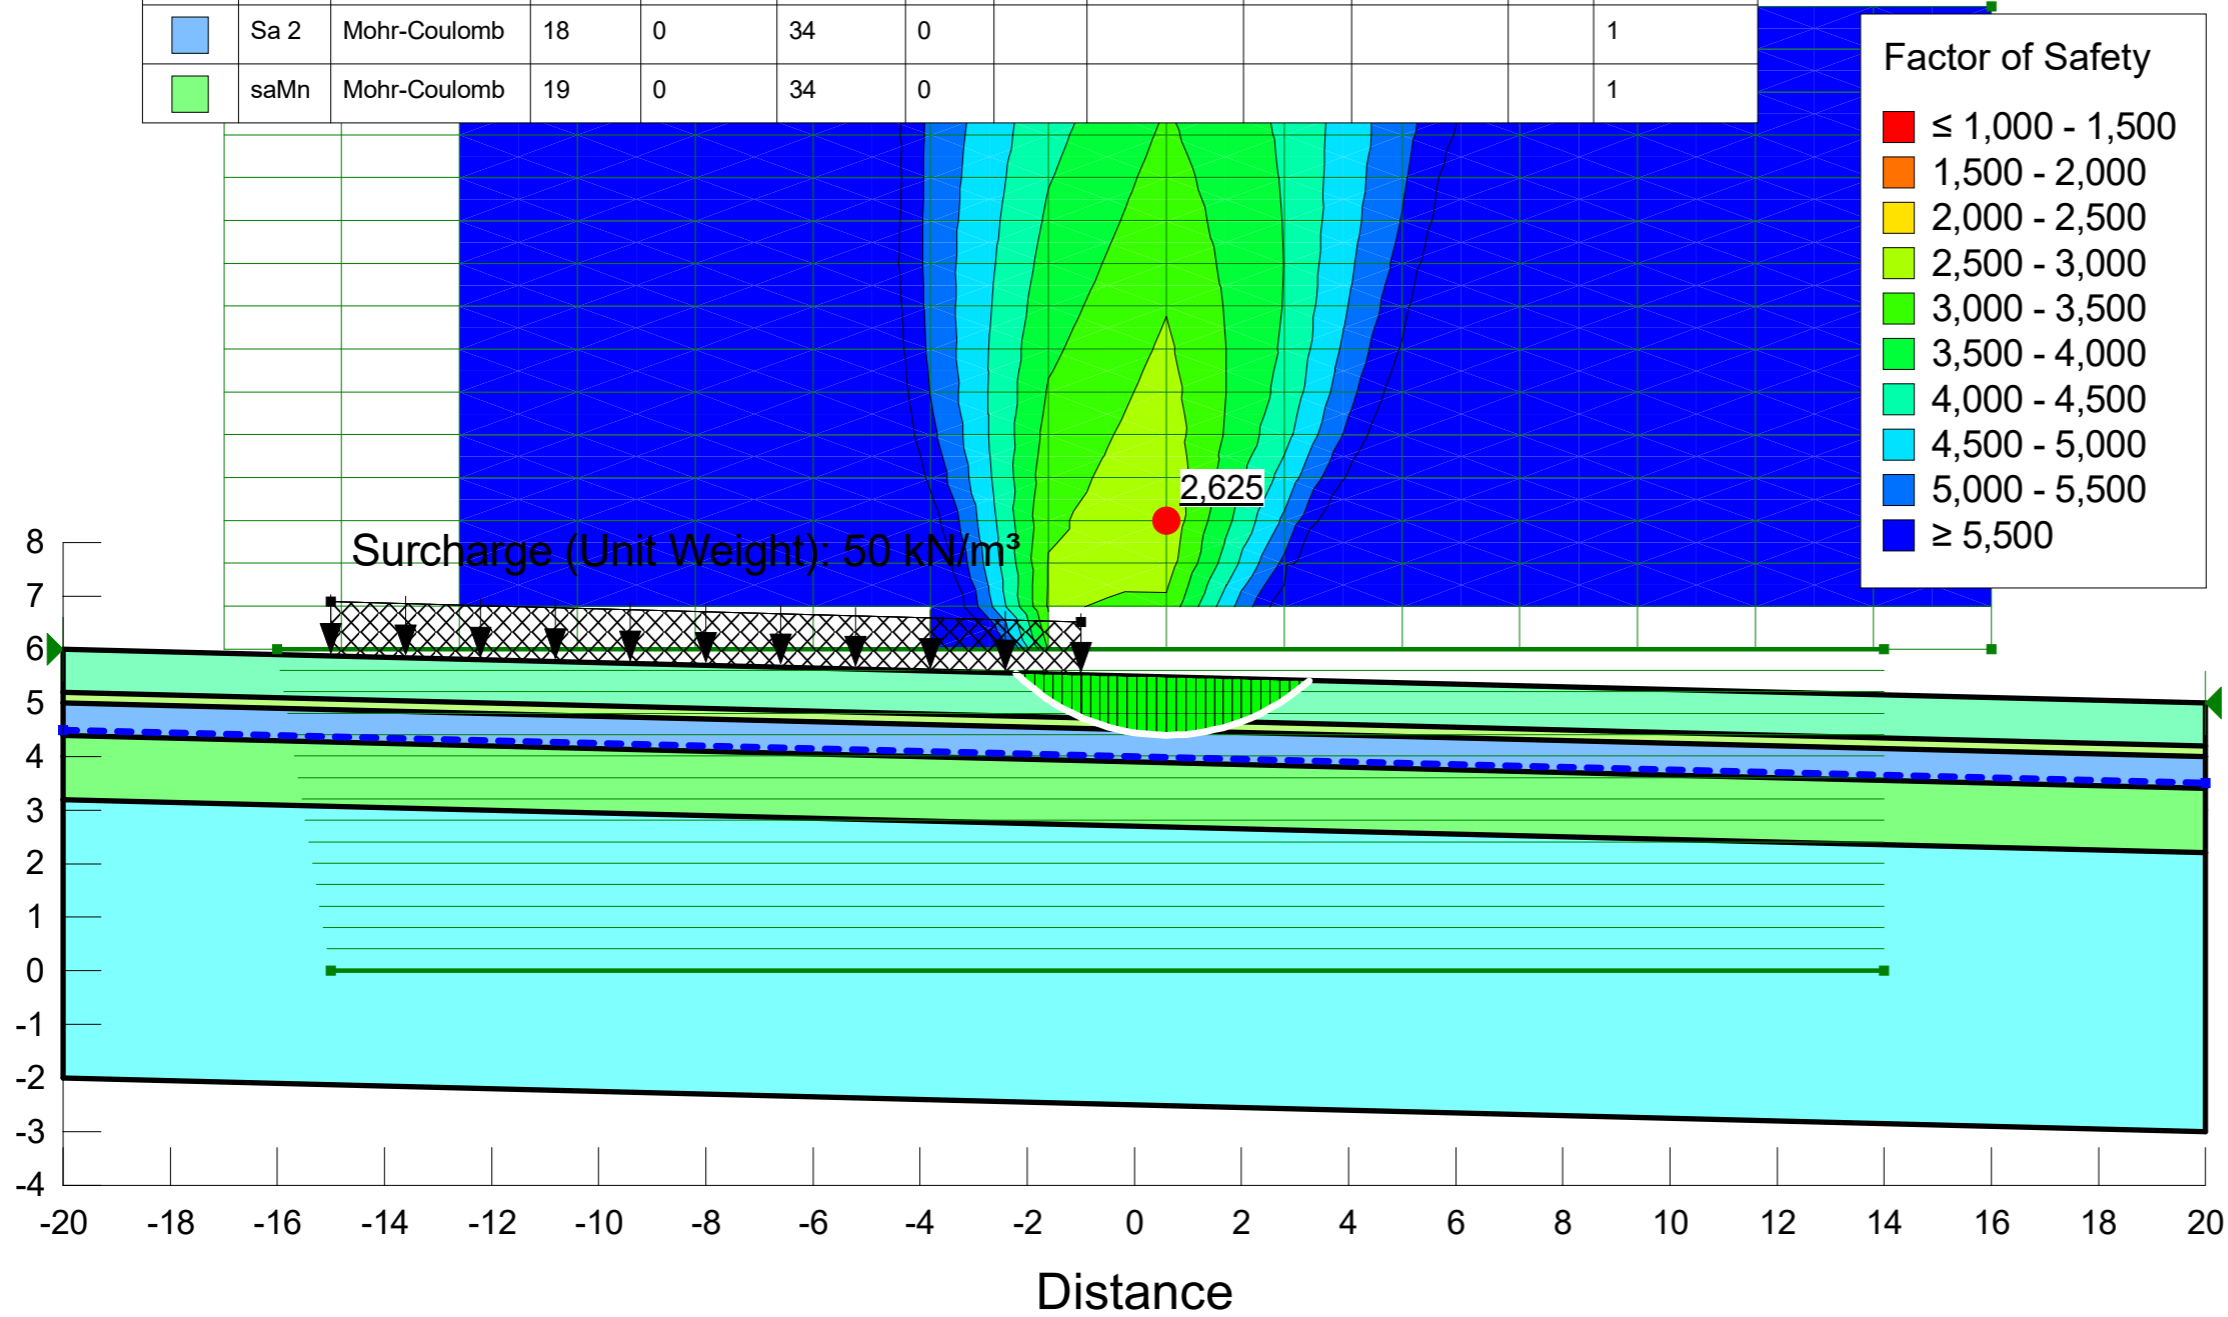 Sa 2 Mohr-Coulomb 18 0 34 0 1
saMn Mohr-Coulomb 19 0 34 0 1
Factor of Safety
≤ 1,000 - 1,500
1,500 - 2,000
2,000 - 2,500
2,500 - 3,000
3,000 - 3,500
3,500 - 4,000
4,000 - 4,500
4,500 - 5,000
5,000 - 5,500
≥ 5,500
2,625
Surcharge (Unit Weight): 50 kN/m³
8
7
6
5
4
3
2
1
0
-1
-2
-3
-4
-20 -18 -16 -14 -12 -10 -8 -6 -4 -2 0 2 4 6 8 10 12 14 16 18 20
Distance